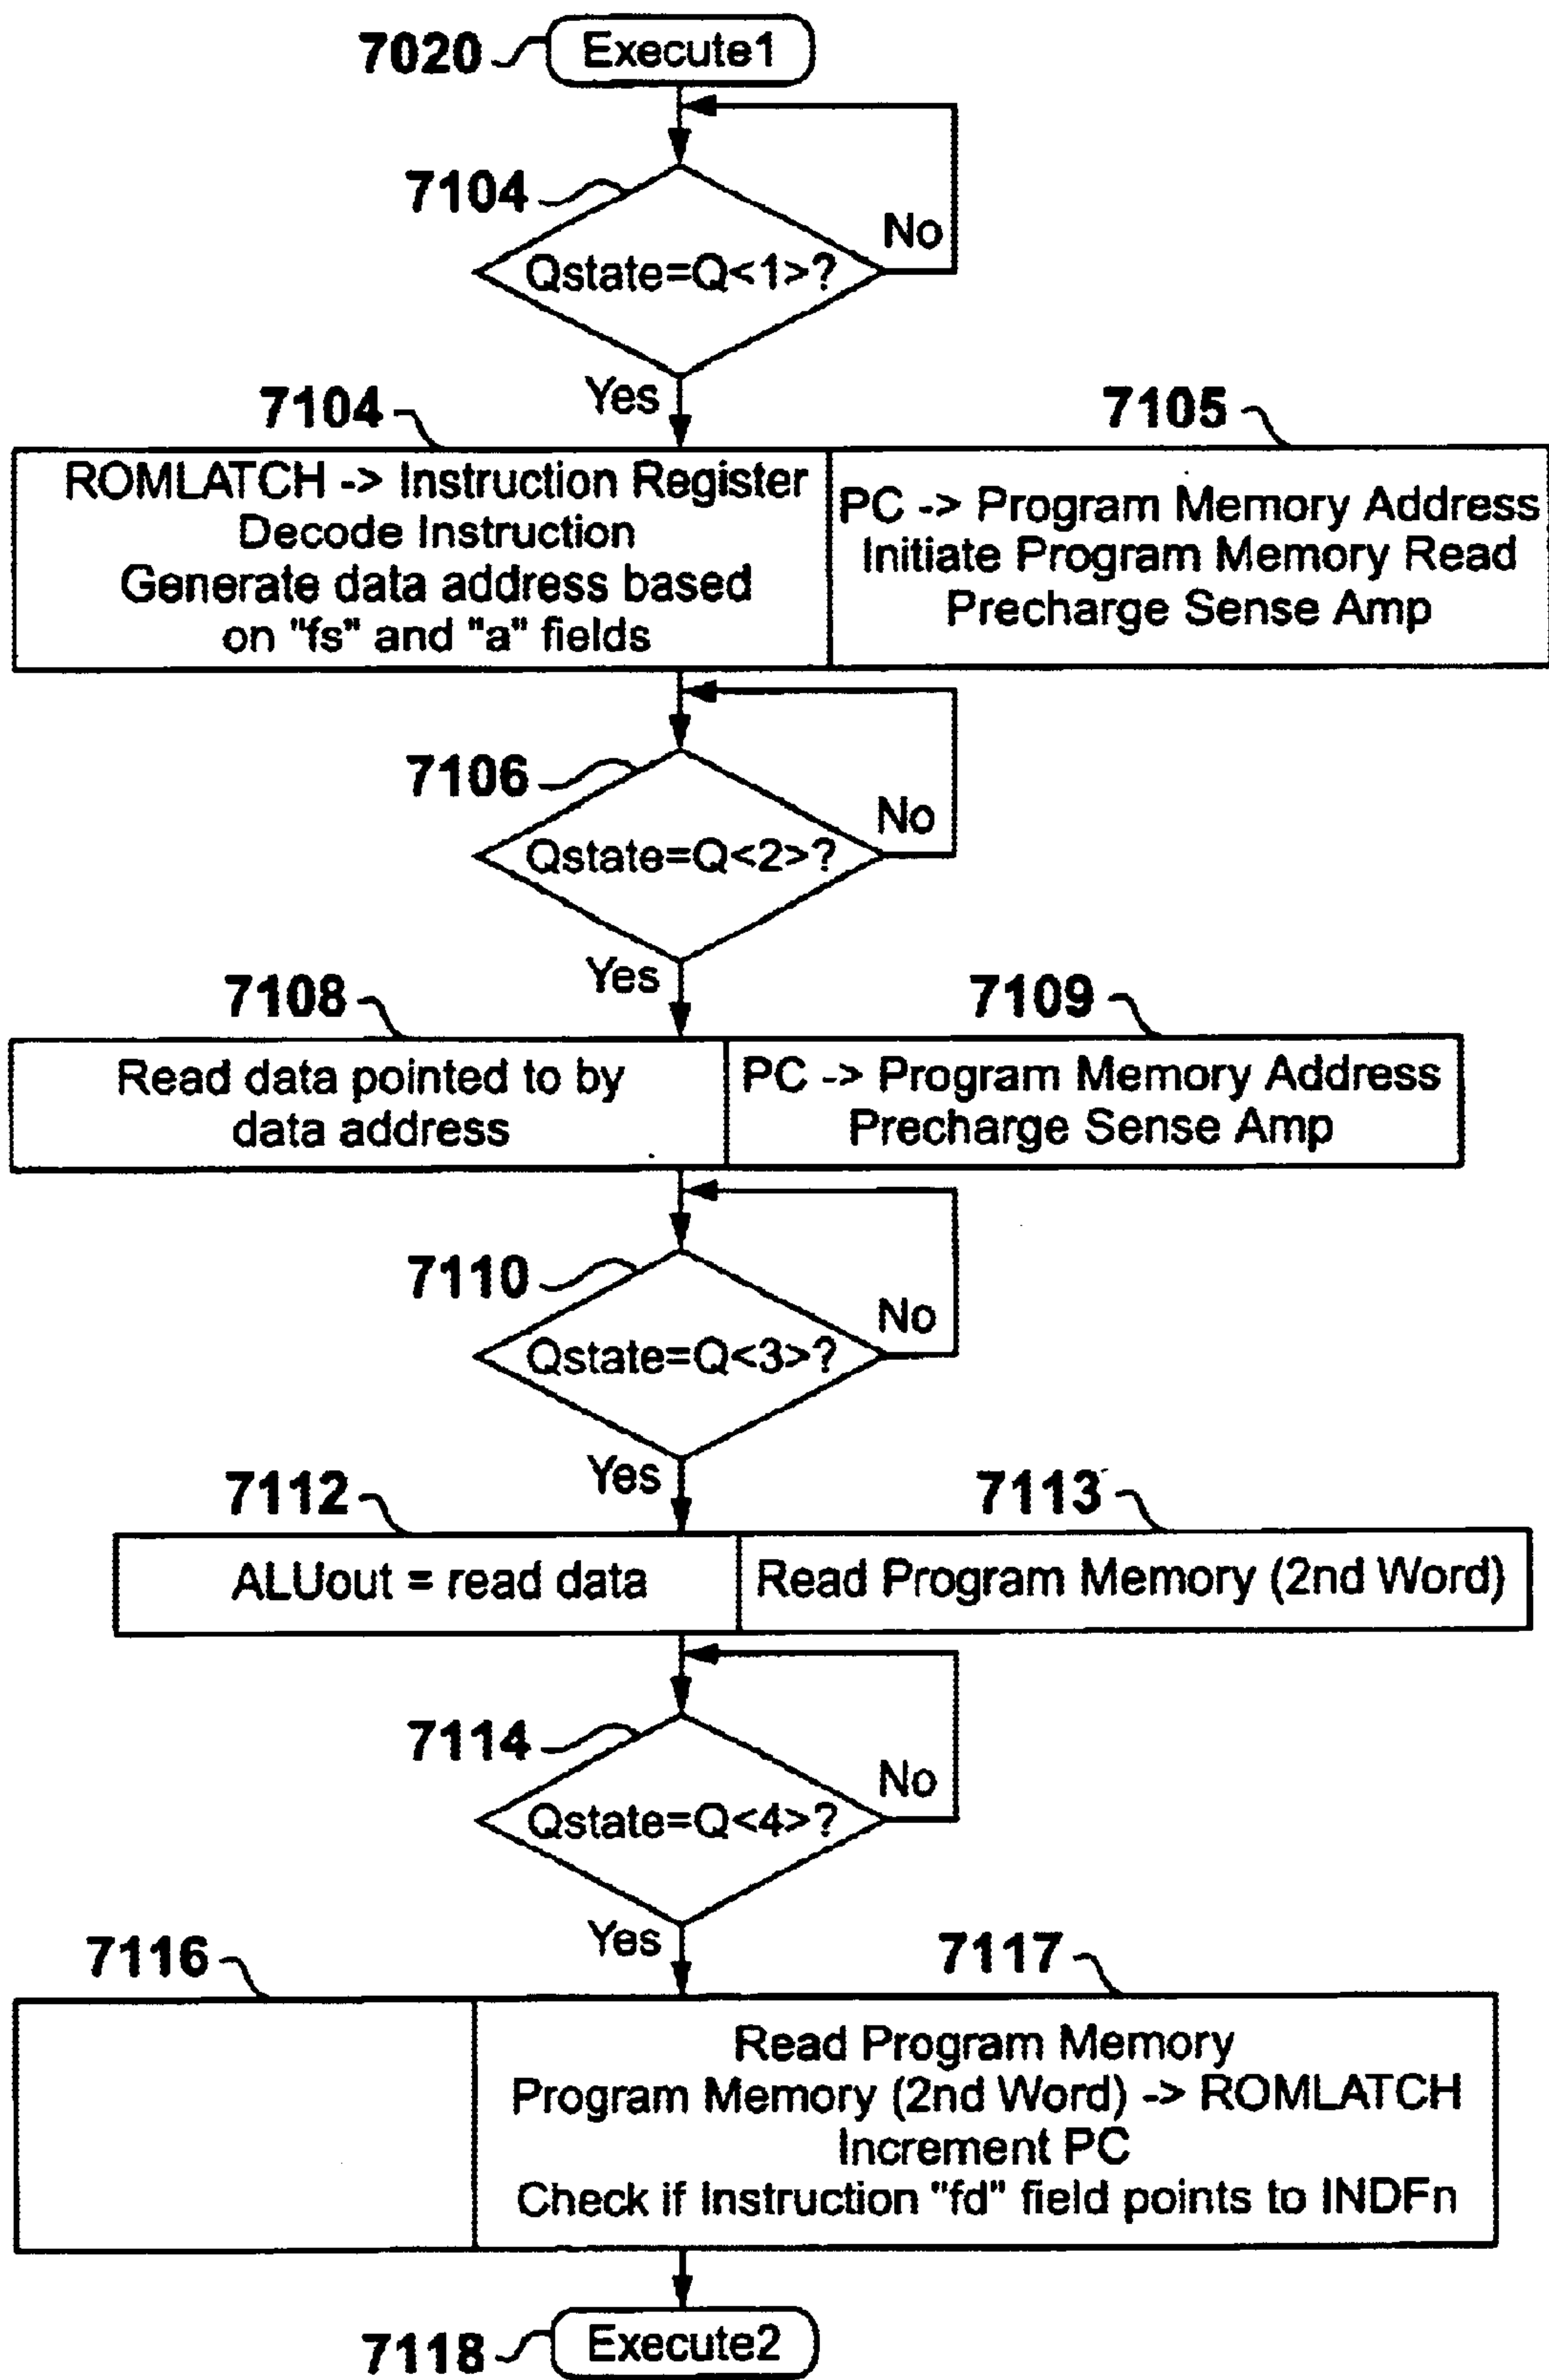 7020 Execute1
7104
No
Qstate=Q<1>?
Yes
7104 7105
ROMLATCH -> Instruction Register
Decode Instruction
Generate data address based
on "fs" and "a" fields
PC -> Program Memory Address
Initiate Program Memory Read
Precharge Sense Amp
7106
No
Qstate=Q<2>?
Yes
7108 7109
Read data pointed to by
data address
PC -> Program Memory Address
Precharge Sense Amp
7110
No
Qstate=Q<3>?
Yes
7112 7113
ALUout = read data
Read Program Memory (2nd Word)
7114
No
Qstate=Q<4>?
Yes
7116 7117
Read Program Memory
Program Memory (2nd Word) -> ROMLATCH
Increment PC
Check if Instruction "fd" field points to INDFn
7118 Execute2